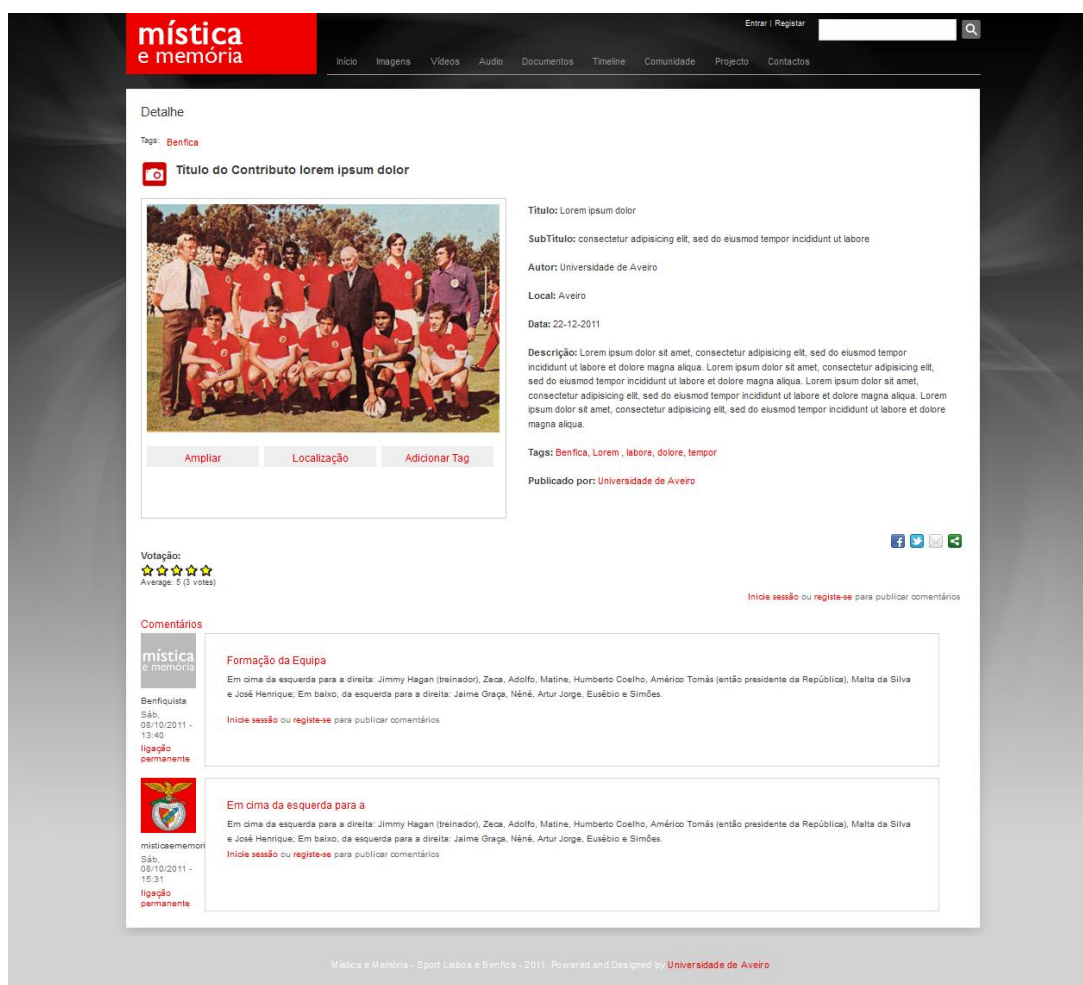 mística
e memória
Entrar | Registar
Início Imagens Vídeos Audio Documentos Timeline Comunidade Projecto Contactos
Detalhe
Tags: Benfica
Título do Contributo lorem ipsum dolor
Ampliar Localização Adicionar Tag
Título: Lorem ipsum dolor
SubTítulo: consectetur adipisicing elit, sed do eiusmod tempor incididunt ut labore
Autor: Universidade de Aveiro
Local: Aveiro
Data: 22-12-2011
Descrição: Lorem ipsum dolor sit amet, consectetur adipisicing elit, sed do eiusmod tempor
incididunt ut labore et dolore magna aliqua. Lorem ipsum dolor sit amet, consectetur adipisicing elit,
sed do eiusmod tempor incididunt ut labore et dolore magna aliqua. Lorem ipsum dolor sit amet,
consectetur adipisicing elit, sed do eiusmod tempor incididunt ut labore et dolore magna aliqua. Lorem
ipsum dolor sit amet, consectetur adipisicing elit, sed do eiusmod tempor incididunt ut labore et dolore
magna aliqua.
Tags: Benfica, Lorem , labore, dolore, tempor
Publicado por: Universidade de Aveiro
Votação:
Average: 5 (3 votes)
Inicie sessão ou registe-se para publicar comentários
Comentários
mística
e memória
Benfiquista
Sáb,
08/10/2011 -
13:40
ligação
permanente
Formação da Equipa
Em cima da esquerda para a direita: Jimmy Hagan (treinador), Zeca, Adolfo, Matine, Humberto Coelho, Américo Tomás (então presidente da República), Malta da Silva
e José Henrique; Em baixo, da esquerda para a direita: Jaime Graça, Néné, Artur Jorge, Eusébio e Simões.
Inicie sessão ou registe-se para publicar comentários
misticaememori
Sáb,
08/10/2011 -
15:31
ligação
permanente
Em cima da esquerda para a
Em cima da esquerda para a direita: Jimmy Hagan (treinador), Zeca, Adolfo, Matine, Humberto Coelho, Américo Tomás (então presidente da República), Malta da Silva
e José Henrique; Em baixo, da esquerda para a direita: Jaime Graça, Néné, Artur Jorge, Eusébio e Simões.
Inicie sessão ou registe-se para publicar comentários
Mística e Memória - Sport Lisboa e Benfica - 2011. Powered and Designed by Universidade de Aveiro